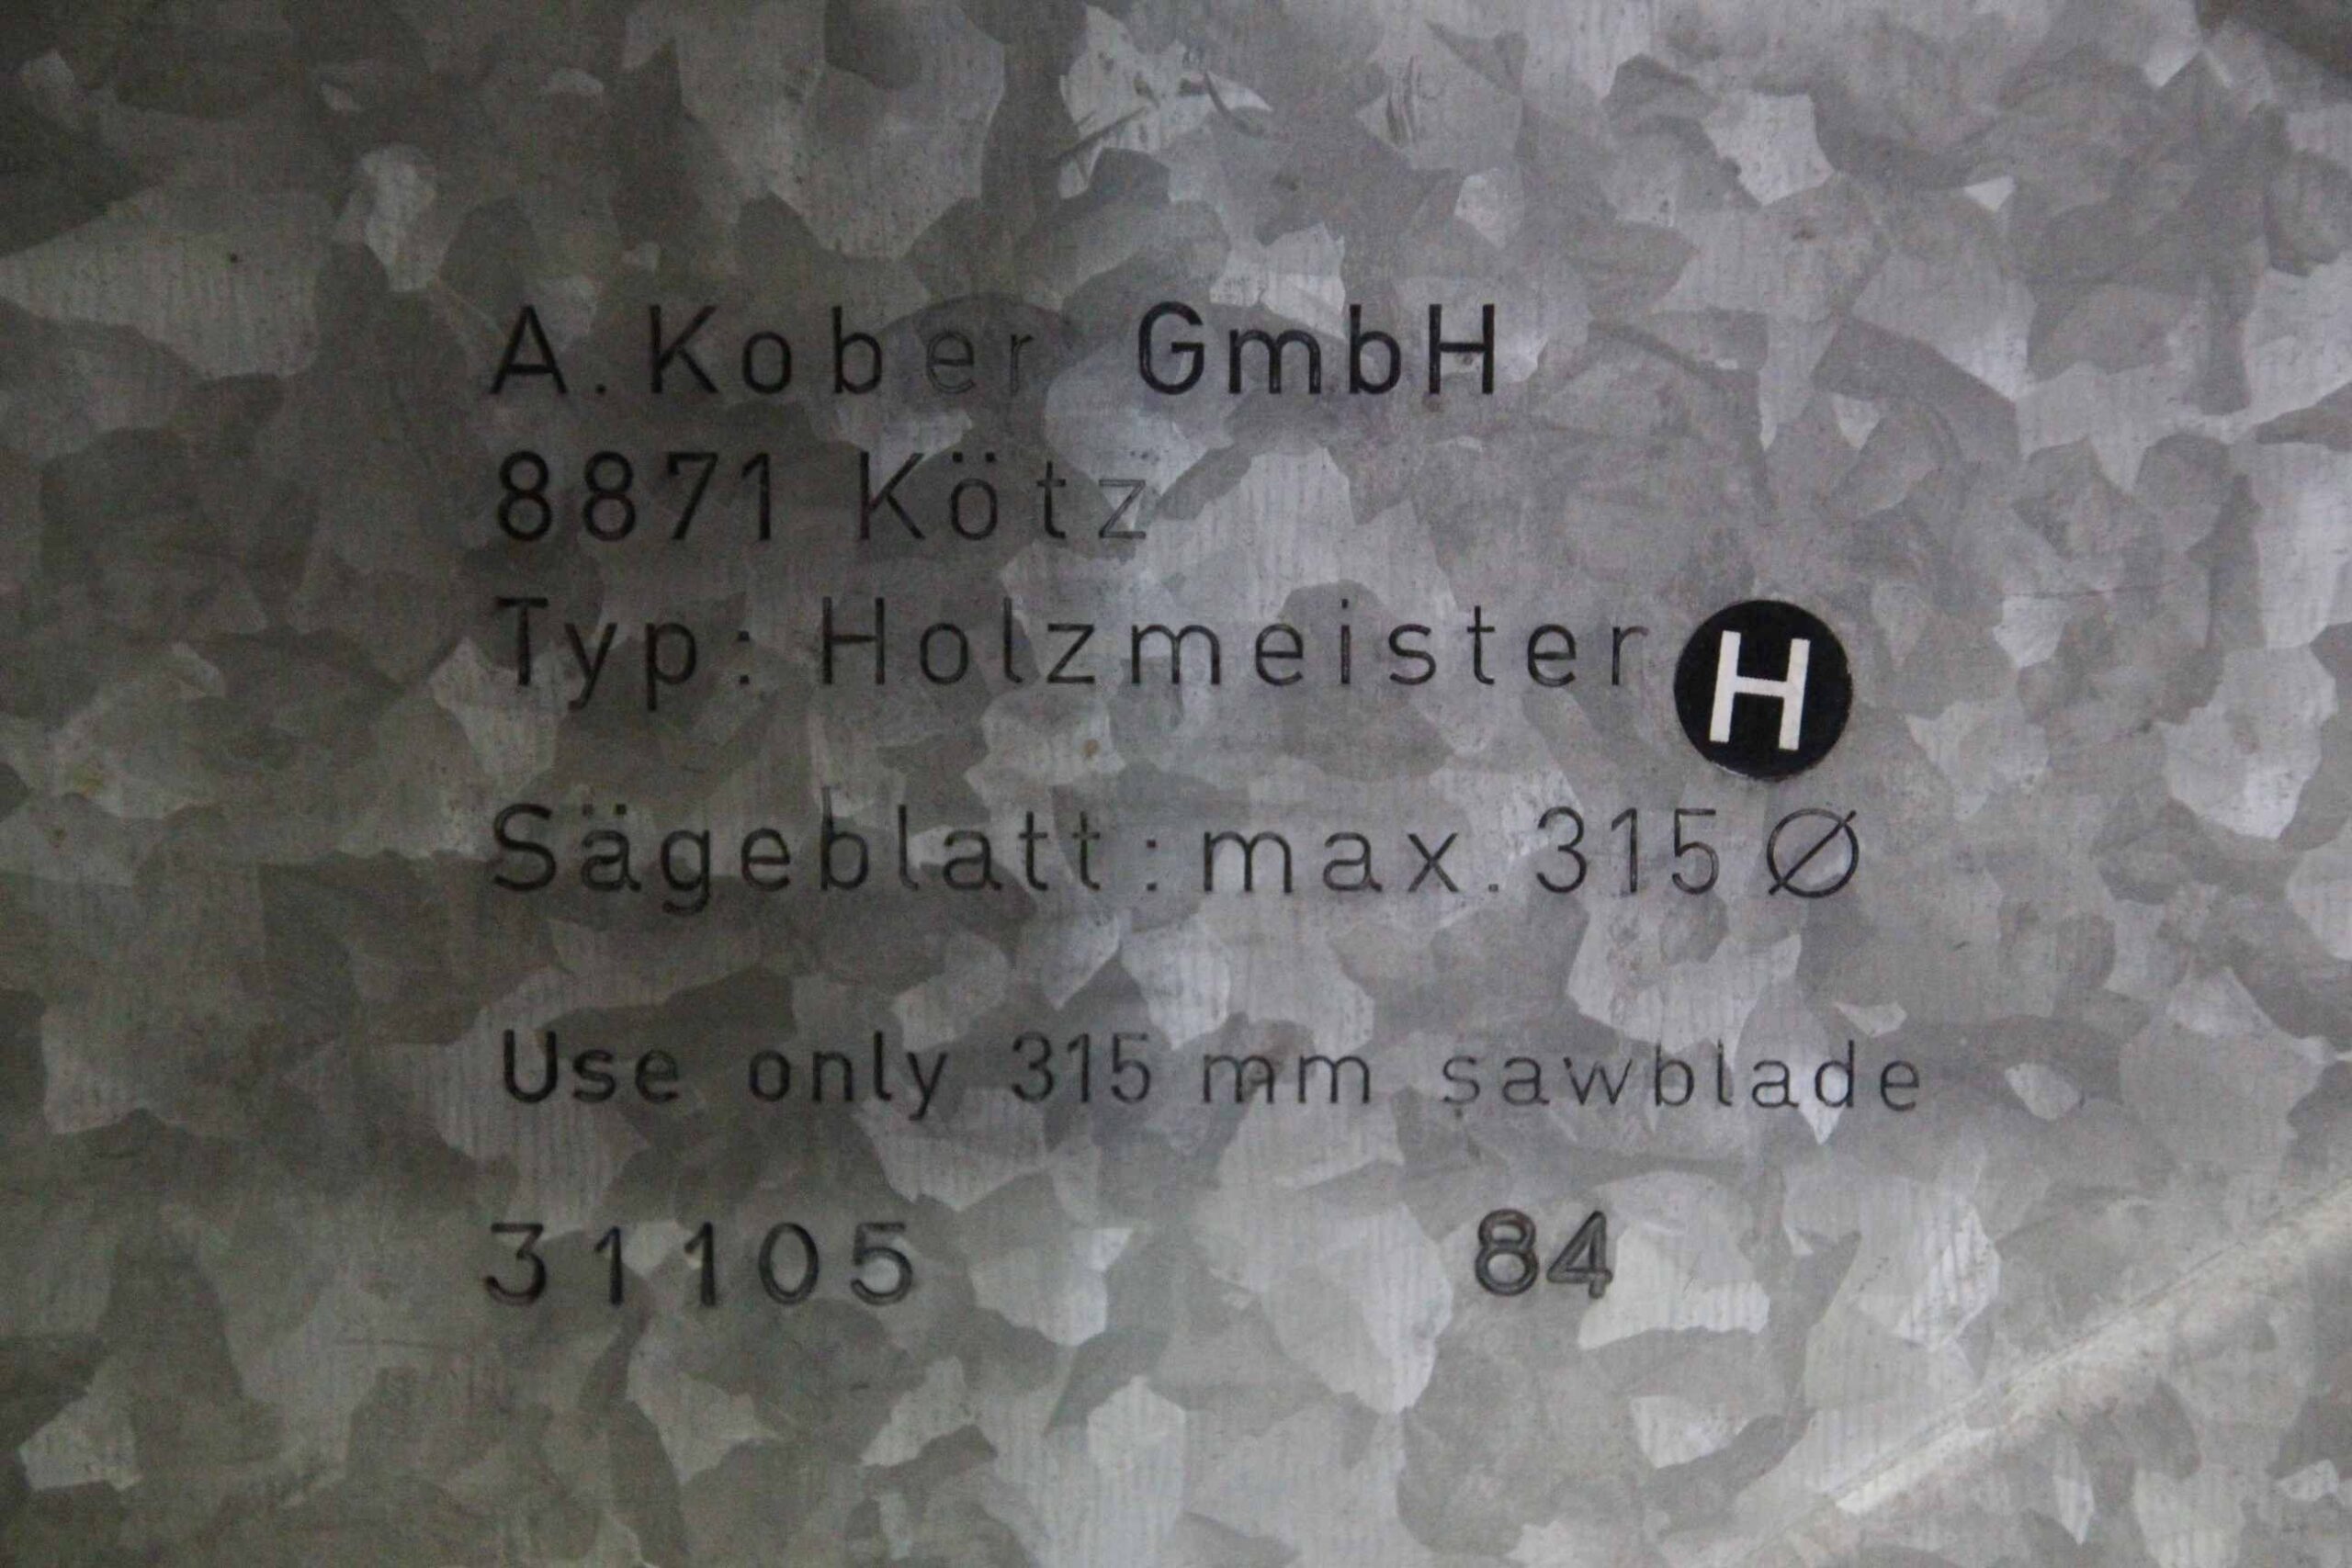 A. Kober GmbH
8871 Kötz
Typ: Holzmeister H
Sägeblatt: max. 315 Ø
Use only 315 mm sawblade
31105 84